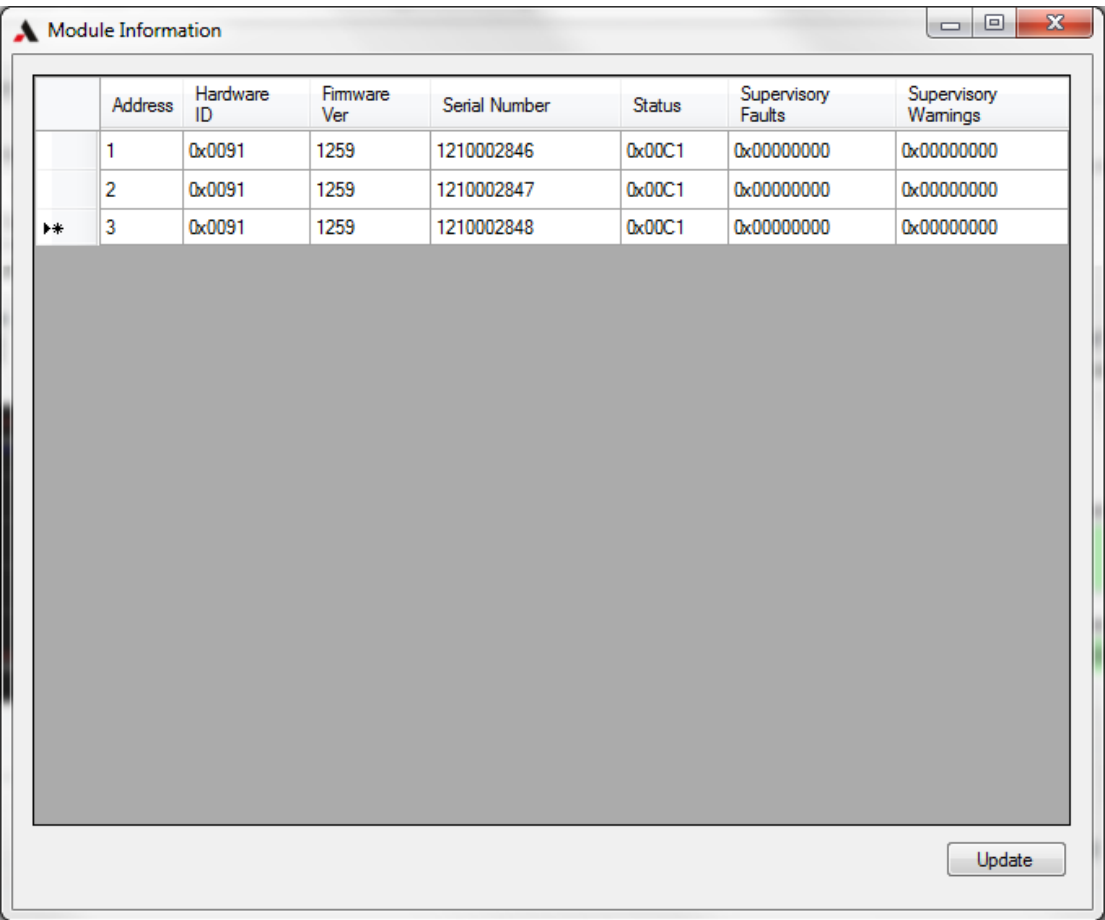 Module Information
Address Hardware ID Firmware Ver Serial Number Status Supervisory Faults Supervisory Warnings
1 0x0091 1259 1210002846 0x00C1 0x00000000 0x00000000
2 0x0091 1259 1210002847 0x00C1 0x00000000 0x00000000
3 0x0091 1259 1210002848 0x00C1 0x00000000 0x00000000
Update